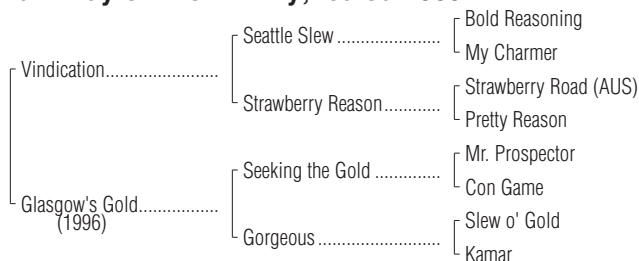 Bold Reasoning
Seattle Slew
My Charmer
Vindication
Strawberry Road (AUS)
Strawberry Reason
Pretty Reason
Mr. Prospector
Seeking the Gold
Con Game
Glasgow's Gold
(1996)
Slew o' Gold
Gorgeous
Kamar